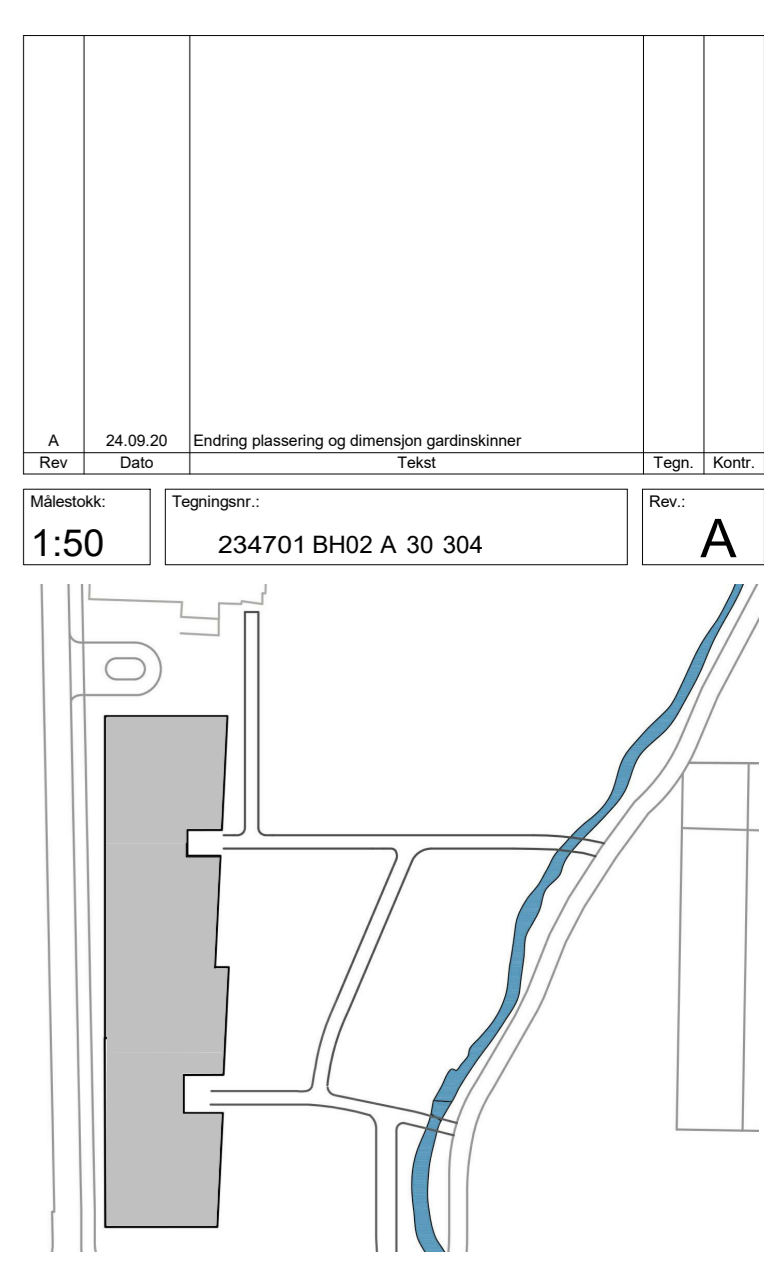 A 24.09.20 Endring plassering og dimensjon gardinskinner
Rev Dato Tekst Tegn. Kontr.
Målestokk: Tegningsnr.: Rev.:
1:50 234701 BH02 A 30 304 A